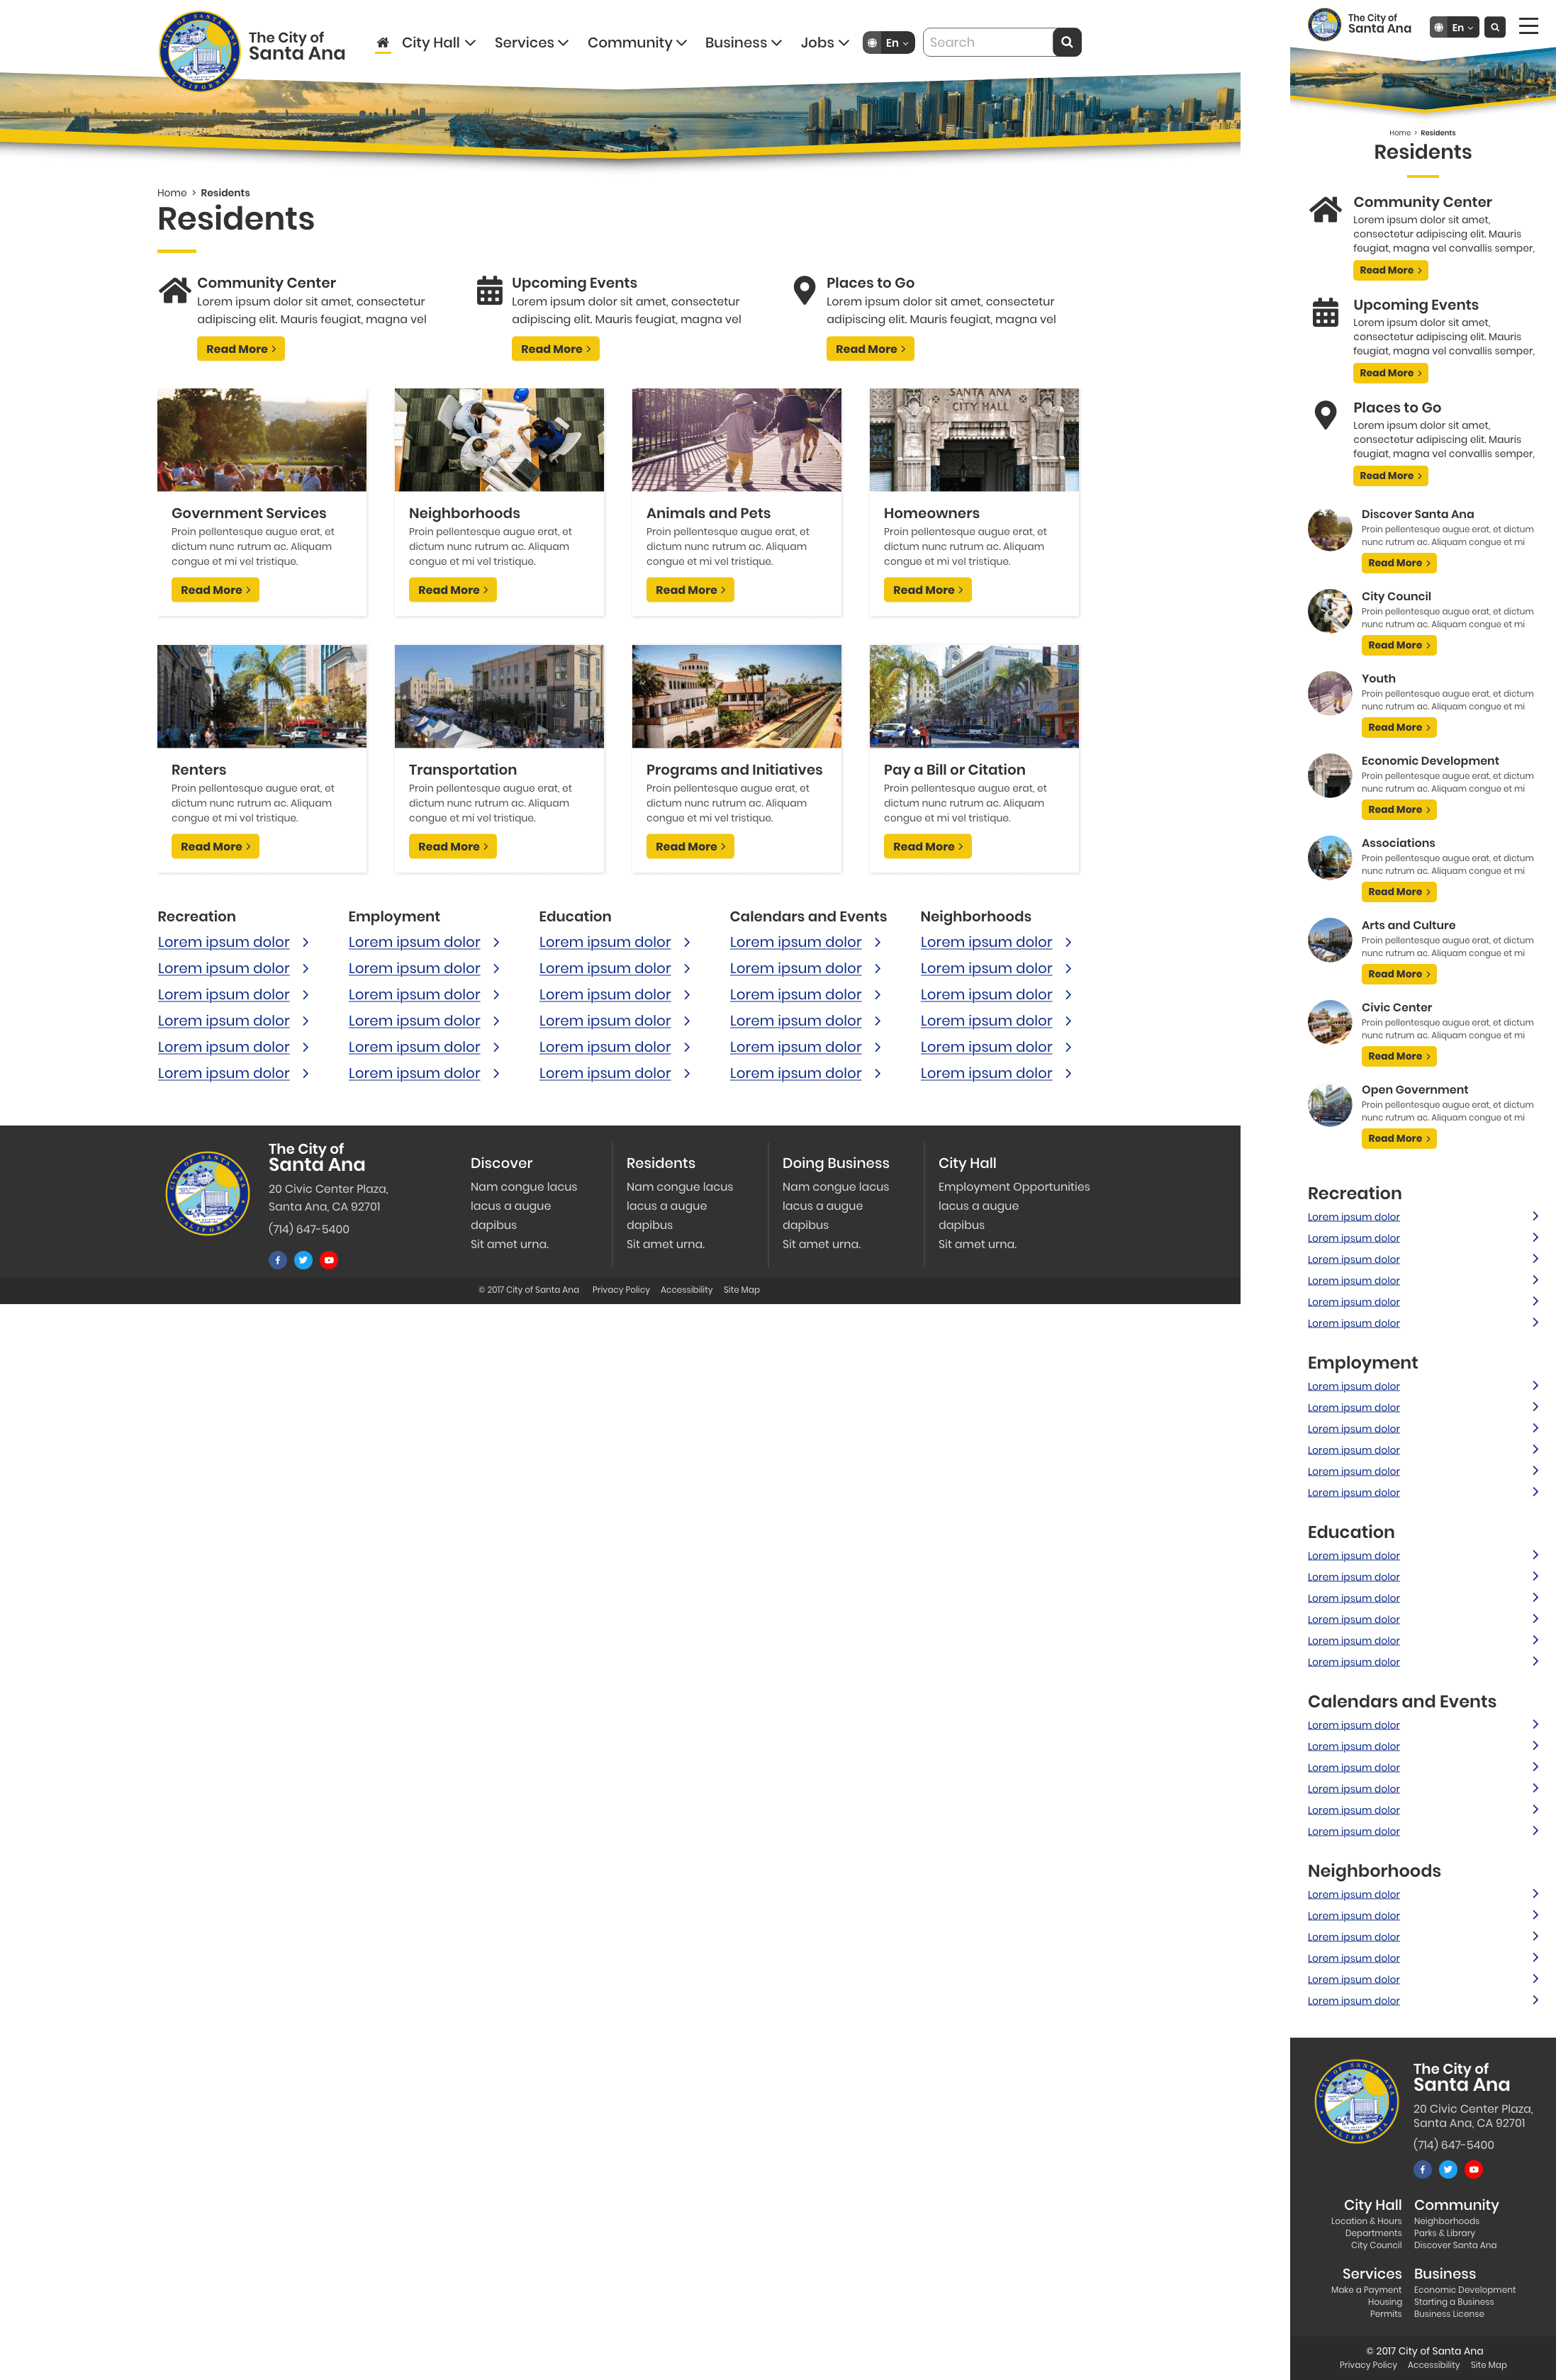 The City of
Santa Ana
City Hall
Services
Community
Business
Jobs
En
Search
Home > Residents
Residents
Community Center
Lorem ipsum dolor sit amet, consectetur
adipiscing elit. Mauris feugiat, magna vel
Read More
Upcoming Events
Lorem ipsum dolor sit amet, consectetur
adipiscing elit. Mauris feugiat, magna vel
Read More
Places to Go
Lorem ipsum dolor sit amet, consectetur
adipiscing elit. Mauris feugiat, magna vel
Read More
SANTA ANA
CITY HALL
Government Services
Proin pellentesque augue erat, et
dictum nunc rutrum ac. Aliquam
congue et mi vel tristique.
Read More
Neighborhoods
Proin pellentesque augue erat, et
dictum nunc rutrum ac. Aliquam
congue et mi vel tristique.
Read More
Animals and Pets
Proin pellentesque augue erat, et
dictum nunc rutrum ac. Aliquam
congue et mi vel tristique.
Read More
Homeowners
Proin pellentesque augue erat, et
dictum nunc rutrum ac. Aliquam
congue et mi vel tristique.
Read More
Renters
Proin pellentesque augue erat, et
dictum nunc rutrum ac. Aliquam
congue et mi vel tristique.
Read More
Transportation
Proin pellentesque augue erat, et
dictum nunc rutrum ac. Aliquam
congue et mi vel tristique.
Read More
Programs and Initiatives
Proin pellentesque augue erat, et
dictum nunc rutrum ac. Aliquam
congue et mi vel tristique.
Read More
Pay a Bill or Citation
Proin pellentesque augue erat, et
dictum nunc rutrum ac. Aliquam
congue et mi vel tristique.
Read More
Recreation
Lorem ipsum dolor
Lorem ipsum dolor
Lorem ipsum dolor
Lorem ipsum dolor
Lorem ipsum dolor
Lorem ipsum dolor
Employment
Lorem ipsum dolor
Lorem ipsum dolor
Lorem ipsum dolor
Lorem ipsum dolor
Lorem ipsum dolor
Lorem ipsum dolor
Education
Lorem ipsum dolor
Lorem ipsum dolor
Lorem ipsum dolor
Lorem ipsum dolor
Lorem ipsum dolor
Lorem ipsum dolor
Calendars and Events
Lorem ipsum dolor
Lorem ipsum dolor
Lorem ipsum dolor
Lorem ipsum dolor
Lorem ipsum dolor
Lorem ipsum dolor
Neighborhoods
Lorem ipsum dolor
Lorem ipsum dolor
Lorem ipsum dolor
Lorem ipsum dolor
Lorem ipsum dolor
Lorem ipsum dolor
The City of
Santa Ana
20 Civic Center Plaza,
Santa Ana, CA 92701
(714) 647-5400
Discover
Nam congue lacus
lacus a augue
dapibus
Sit amet urna.
Residents
Nam congue lacus
lacus a augue
dapibus
Sit amet urna.
Doing Business
Nam congue lacus
lacus a augue
dapibus
Sit amet urna.
City Hall
Employment Opportunities
lacus a augue
dapibus
Sit amet urna.
© 2017 City of Santa Ana Privacy Policy Accessibility Site Map
The City of
Santa Ana
En
Home > Residents
Residents
Community Center
Lorem ipsum dolor sit amet,
consectetur adipiscing elit. Mauris
feugiat, magna vel convallis semper,
Read More
Upcoming Events
Lorem ipsum dolor sit amet,
consectetur adipiscing elit. Mauris
feugiat, magna vel convallis semper,
Read More
Places to Go
Lorem ipsum dolor sit amet,
consectetur adipiscing elit. Mauris
feugiat, magna vel convallis semper,
Read More
Discover Santa Ana
Proin pellentesque augue erat, et dictum
nunc rutrum ac. Aliquam congue et mi
Read More
City Council
Proin pellentesque augue erat, et dictum
nunc rutrum ac. Aliquam congue et mi
Read More
Youth
Proin pellentesque augue erat, et dictum
nunc rutrum ac. Aliquam congue et mi
Read More
Economic Development
Proin pellentesque augue erat, et dictum
nunc rutrum ac. Aliquam congue et mi
Read More
Associations
Proin pellentesque augue erat, et dictum
nunc rutrum ac. Aliquam congue et mi
Read More
Arts and Culture
Proin pellentesque augue erat, et dictum
nunc rutrum ac. Aliquam congue et mi
Read More
Civic Center
Proin pellentesque augue erat, et dictum
nunc rutrum ac. Aliquam congue et mi
Read More
Open Government
Proin pellentesque augue erat, et dictum
nunc rutrum ac. Aliquam congue et mi
Read More
Recreation
Lorem ipsum dolor
Lorem ipsum dolor
Lorem ipsum dolor
Lorem ipsum dolor
Lorem ipsum dolor
Lorem ipsum dolor
Employment
Lorem ipsum dolor
Lorem ipsum dolor
Lorem ipsum dolor
Lorem ipsum dolor
Lorem ipsum dolor
Lorem ipsum dolor
Education
Lorem ipsum dolor
Lorem ipsum dolor
Lorem ipsum dolor
Lorem ipsum dolor
Lorem ipsum dolor
Lorem ipsum dolor
Calendars and Events
Lorem ipsum dolor
Lorem ipsum dolor
Lorem ipsum dolor
Lorem ipsum dolor
Lorem ipsum dolor
Lorem ipsum dolor
Neighborhoods
Lorem ipsum dolor
Lorem ipsum dolor
Lorem ipsum dolor
Lorem ipsum dolor
Lorem ipsum dolor
Lorem ipsum dolor
The City of
Santa Ana
20 Civic Center Plaza,
Santa Ana, CA 92701
(714) 647-5400
City Hall
Location & Hours
Departments
City Council
Community
Neighborhoods
Parks & Library
Discover Santa Ana
Services
Make a Payment
Housing
Permits
Business
Economic Development
Starting a Business
Business License
© 2017 City of Santa Ana
Privacy Policy Accessibility Site Map